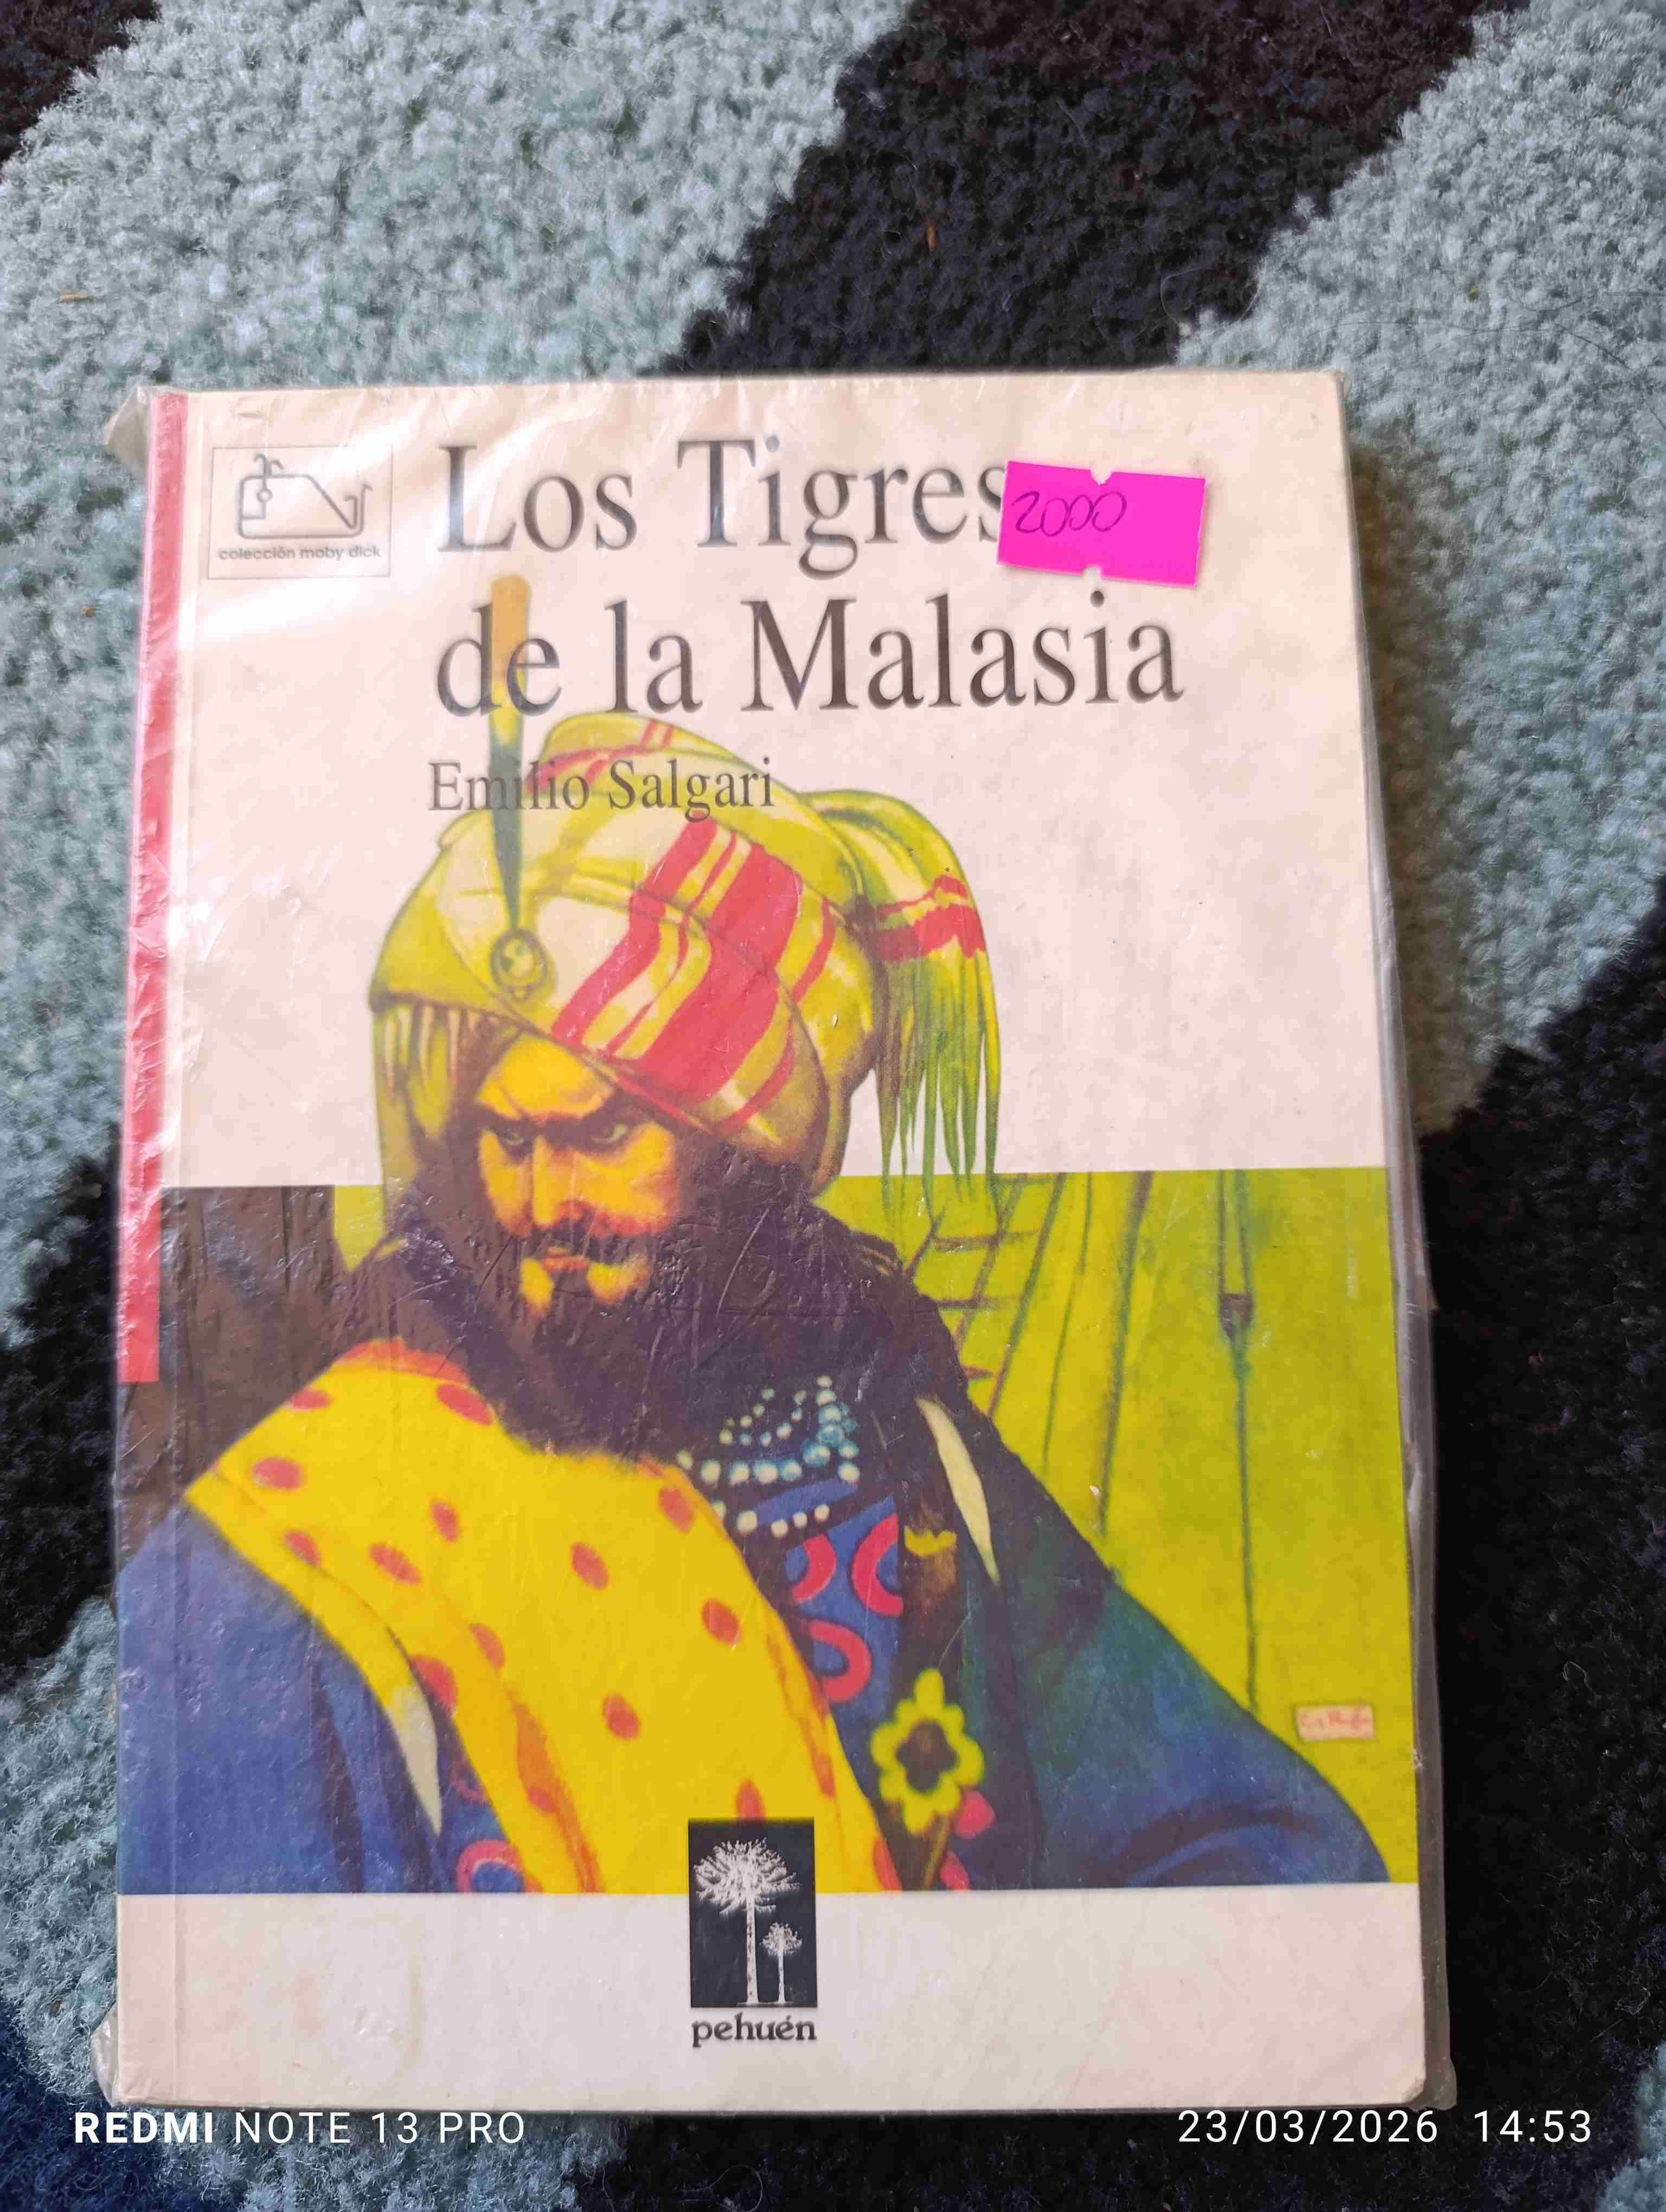 colección moby dick
Los Tigres
2000
de la Malasia
Emilio Salgari
pehuén
REDMI NOTE 13 PRO
23/03/2026 14:53